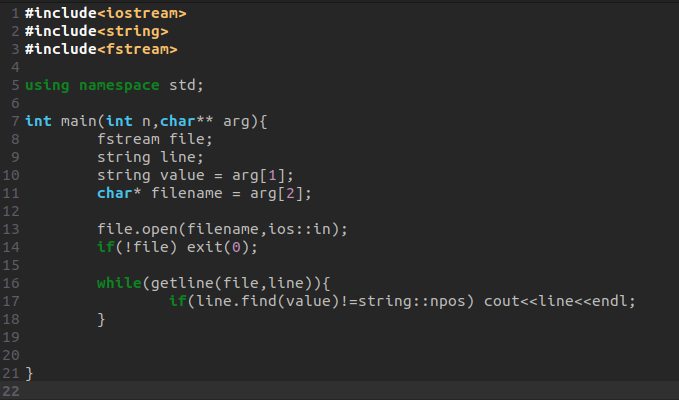 1 #include<iostream>
2 #include<string>
3 #include<fstream>
4
5 using namespace std;
6
7 int main(int n,char** arg){
8         fstream file;
9         string line;
10         string value = arg[1];
11         char* filename = arg[2];
12
13         file.open(filename,ios::in);
14         if(!file) exit(0);
15
16         while(getline(file,line)){
17                 if(line.find(value)!=string::npos) cout<<line<<endl;
18         }
19
20
21 }
22